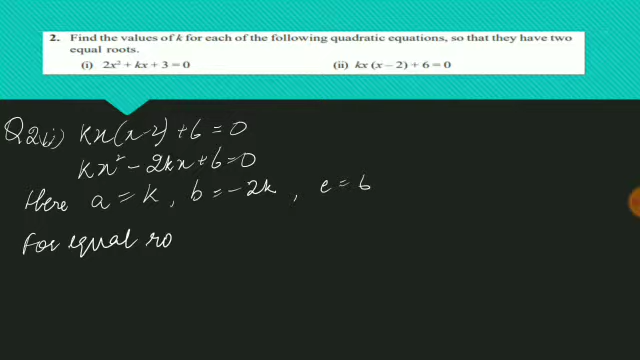 2. Find the values of k for each of the following quadratic equations, so that they have two
equal roots.
(i) 2x² + kx + 3 = 0 (ii) kx (x – 2) + 6 = 0
Q2(i) kx(x-2) + 6 = 0
kx² - 2kx + 6 = 0
Here a = k, b = -2k, c = 6
For equal ro